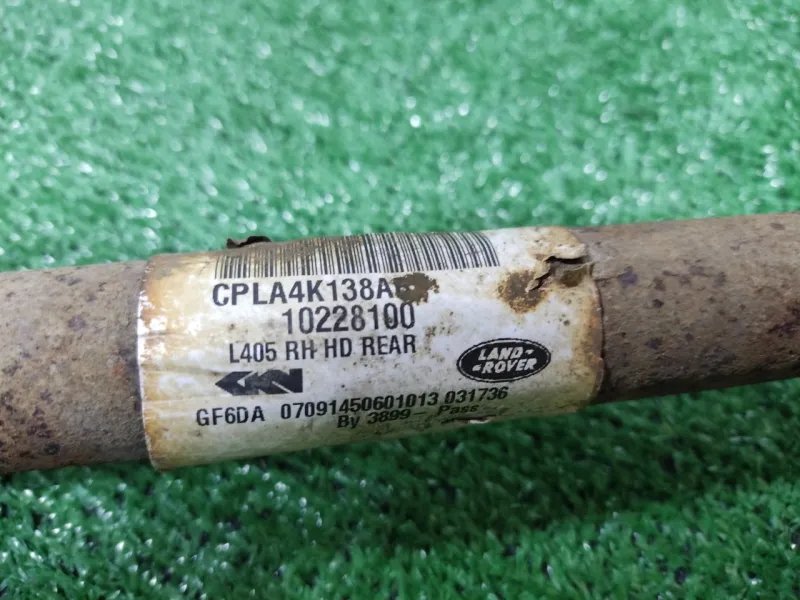 CPLA4K138A
10228100
L405 RH HD REAR
GKN
LAND-
-ROVER
GF6DA 07091450601013 031736
By 3899 - Pass